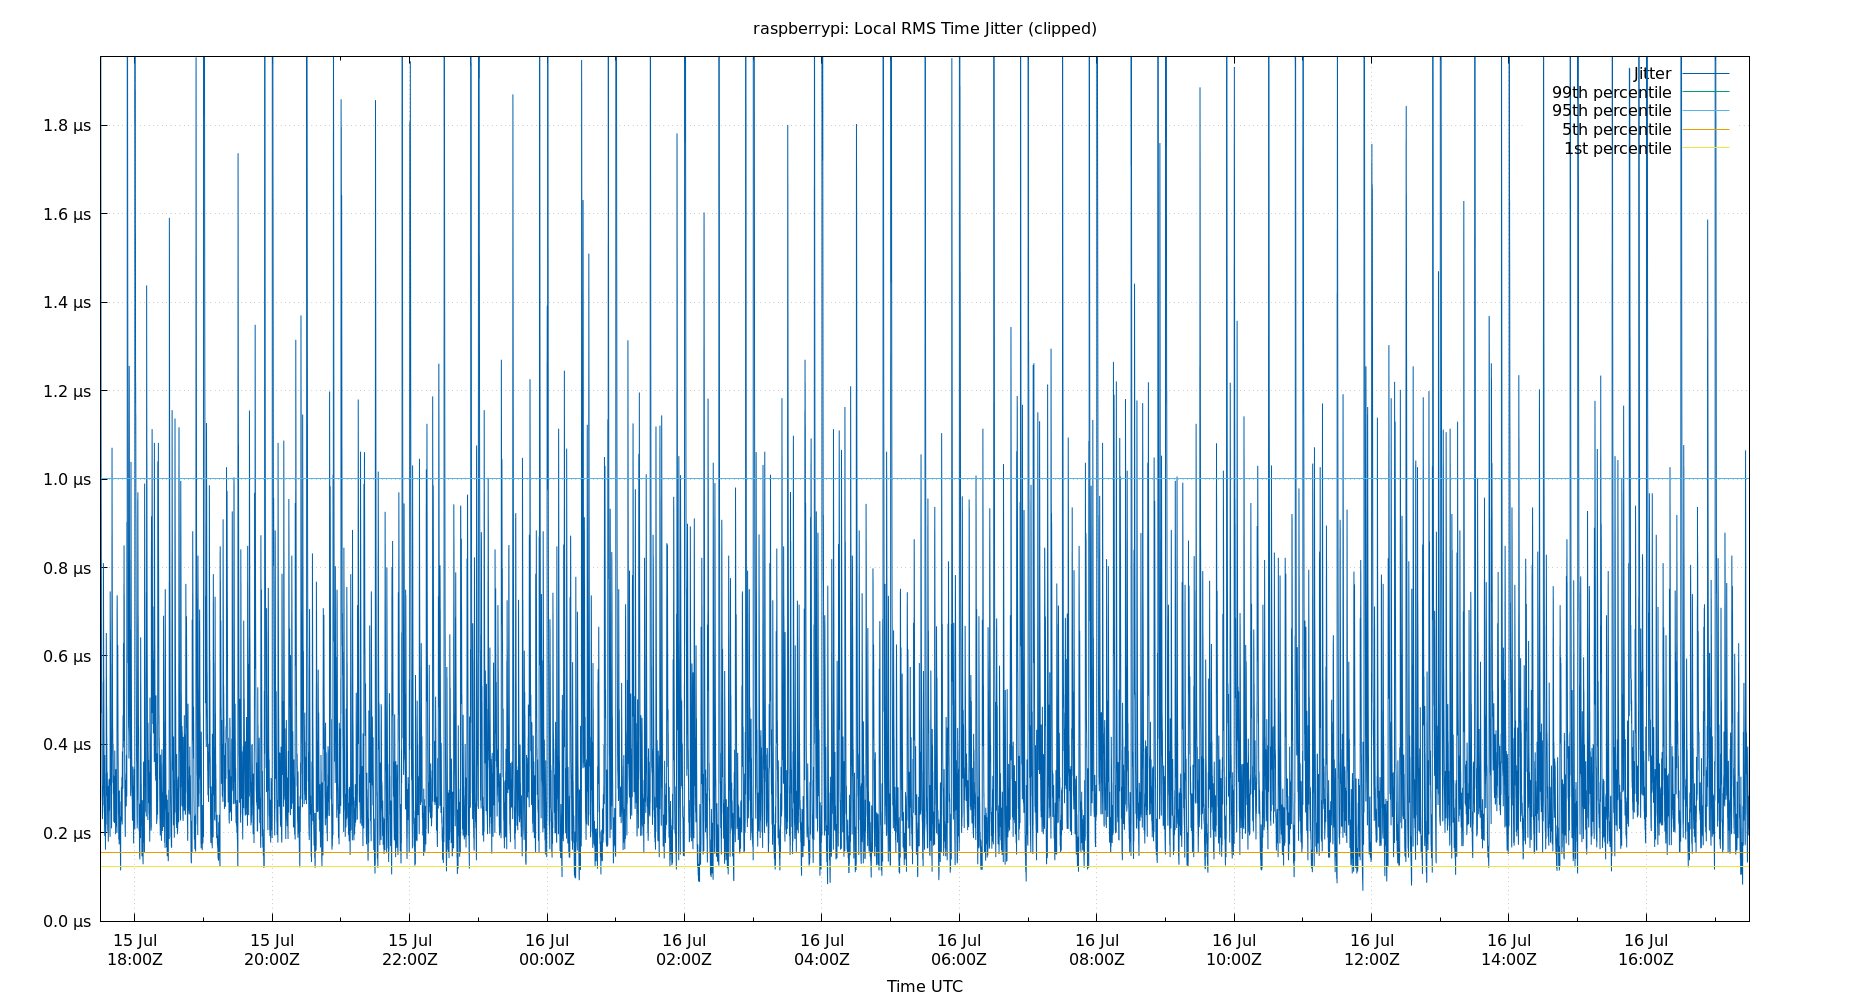 raspberrypi: Local RMS Time Jitter (clipped)
Jitter
99th percentile
95th percentile
5th percentile
1st percentile
1.8 µs
1.6 µs
1.4 µs
1.2 µs
1.0 µs
0.8 µs
0.6 µs
0.4 µs
0.2 µs
0.0 µs
15 Jul 15 Jul 15 Jul 16 Jul 16 Jul 16 Jul 16 Jul 16 Jul 16 Jul 16 Jul 16 Jul 16 Jul
18:00Z 20:00Z 22:00Z 00:00Z 02:00Z 04:00Z 06:00Z 08:00Z 10:00Z 12:00Z 14:00Z 16:00Z
Time UTC